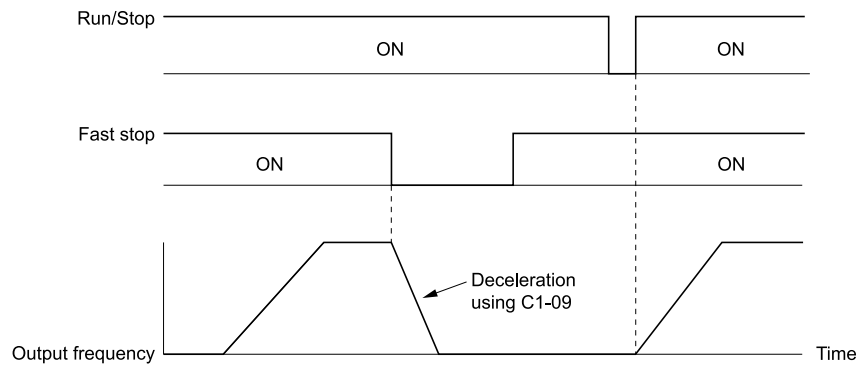 Run/Stop
ON
ON
Fast stop
ON
ON
Deceleration
using C1-09
Output frequency
Time